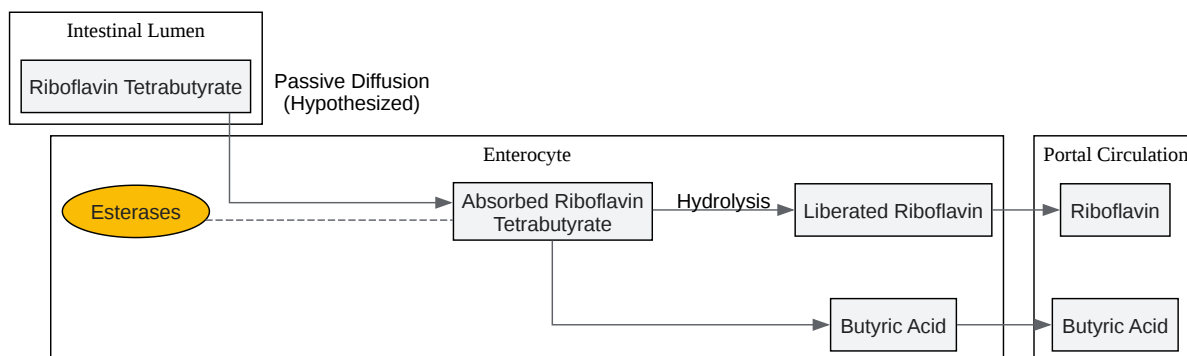 Intestinal Lumen
Riboflavin Tetrabutyrate
Passive Diffusion
(Hypothesized)
Enterocyte
Portal Circulation
Esterases
Absorbed Riboflavin
Tetrabutyrate
Hydrolysis
Liberated Riboflavin
Riboflavin
Butyric Acid
Butyric Acid